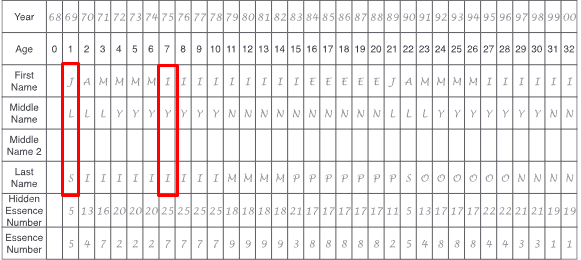 Year 68 69 70 71 72 73 74 75 76 77 78 79 80 81 82 83 84 85 86 87 88 89 90 91 92 93 94 95 96 97 98 99 00
Age 0 1 2 3 4 5 6 7 8 9 10 11 12 13 14 15 16 17 18 19 20 21 22 23 24 25 26 27 28 29 30 31 32
First
Name J A M M M M I I I I I I I I I E E E E E J A M M M M I I I I I I
Middle
Name L L L Y Y Y Y Y Y Y N N N N N N N N N N L L L Y Y Y Y Y Y Y N N
Middle
Name 2
Last
Name S I I I I I I I I I M M M M P P P P P P P S O O O O O O N N N N
Hidden
Essence
Number 5 13 16 20 20 20 25 25 25 25 18 18 18 18 21 17 17 17 17 17 11 5 13 17 17 17 22 22 21 21 19 19
Essence
Number 5 4 7 2 2 2 7 7 7 7 9 9 9 9 3 8 8 8 8 8 2 5 4 8 8 8 4 4 3 3 1 1